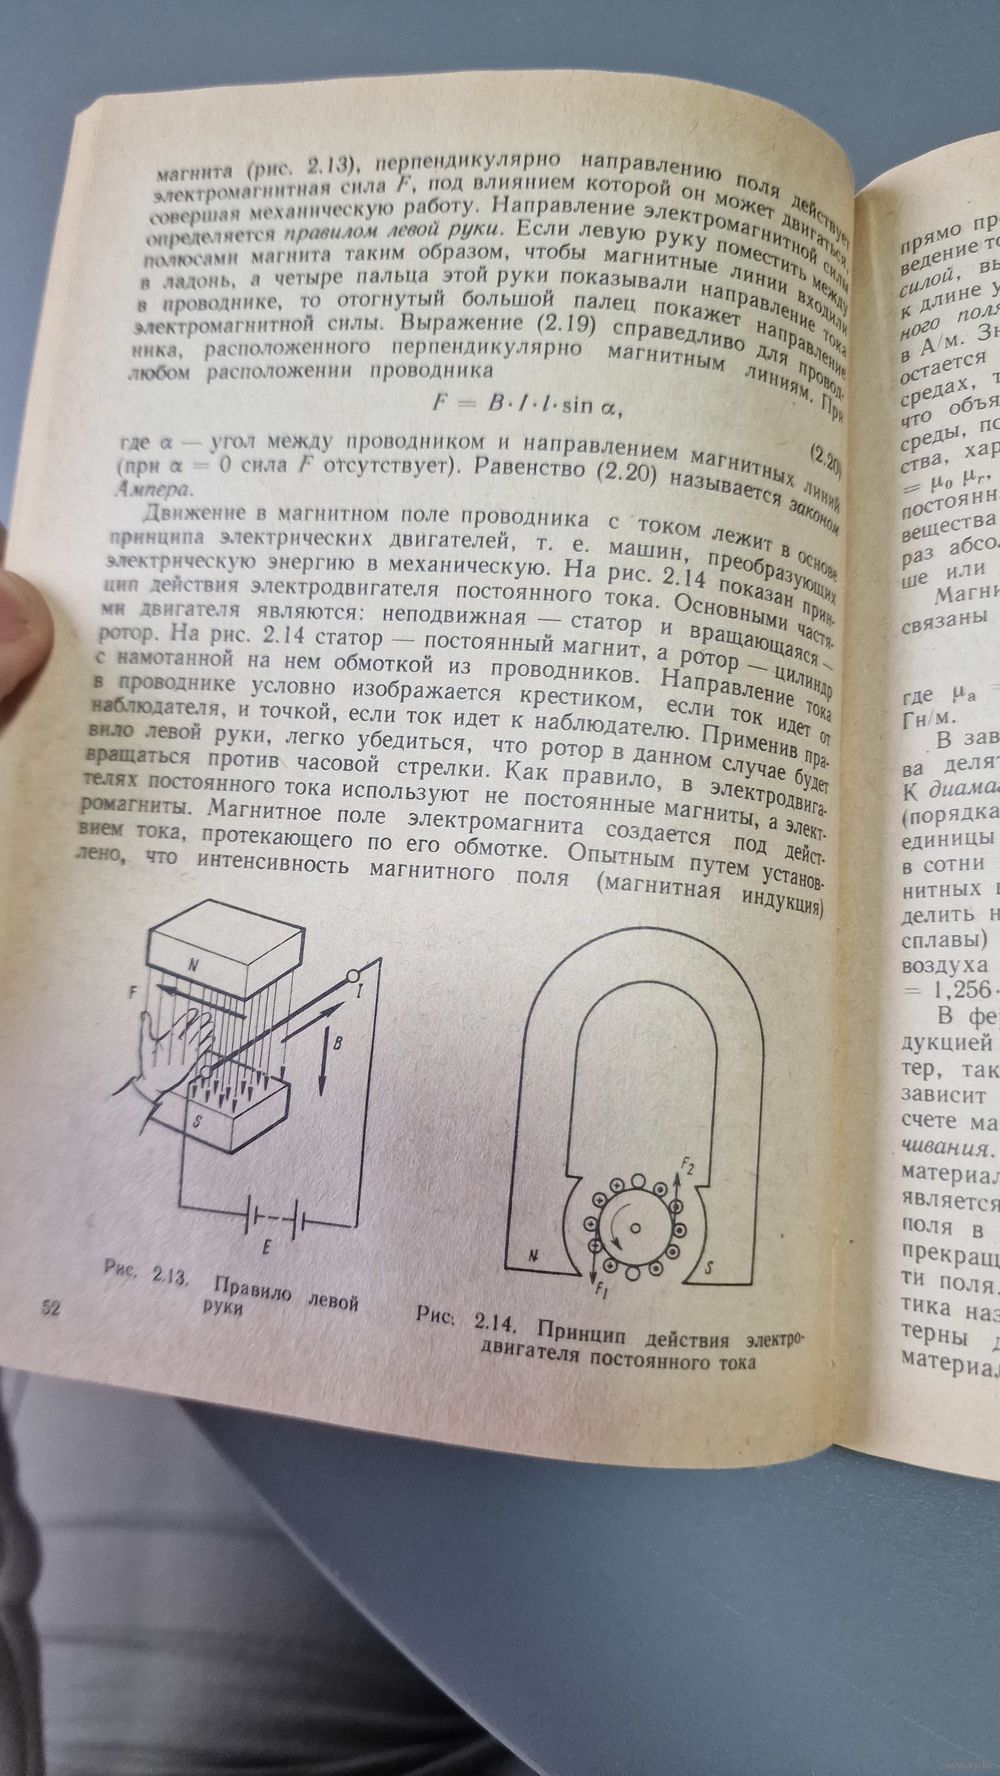 магнита (рис. 2.13), перпендикулярно направлению поля действует
электромагнитная сила F, под влиянием которой он может двигаться,
совершая механическую работу. Направление электромагнитной силы
определяется правилом левой руки. Если левую руку поместить между
полюсами магнита таким образом, чтобы магнитные линии входили
в ладонь, а четыре пальца этой руки показывали направление тока
в проводнике, то отогнутый большой палец покажет направление
электромагнитной силы. Выражение (2.19) справедливо для провод-
ника, расположенного перпендикулярно магнитным линиям. При
любом расположении проводника
F = B·I·l·sin α,
(2.20)
где α — угол между проводником и направлением магнитных линий
(при α = 0 сила F отсутствует). Равенство (2.20) называется законом
Ампера.
Движение в магнитном поле проводника с током лежит в основе
принципа электрических двигателей, т. е. машин, преобразующих
электрическую энергию в механическую. На рис. 2.14 показан прин-
цип действия электродвигателя постоянного тока. Основными частя-
ми двигателя являются: неподвижная — статор и вращающаяся —
ротор. На рис. 2.14 статор — постоянный магнит, а ротор — цилиндр
с намотанной на нем обмоткой из проводников. Направление тока
в проводнике условно изображается крестиком, если ток идет от
наблюдателя, и точкой, если ток идет к наблюдателю. Применив пра-
вило левой руки, легко убедиться, что ротор в данном случае будет
вращаться против часовой стрелки. Как правило, в электродвига-
телях постоянного тока используют не постоянные магниты, а элект-
ромагниты. Магнитное поле электромагнита создается под дейст-
вием тока, протекающего по его обмотке. Опытным путем установ-
лено, что интенсивность магнитного поля (магнитная индукция)
N
F
I
B
S
E
Рис. 2.13. Правило левой
руки
F2
N
S
F1
Рис. 2.14. Принцип действия электро-
двигателя постоянного тока
52
прямо пр
ведение то
силой, вы
к длине у
ного поля
в А/м. Зн
остается
средах, т
что объя
среды, по
ства, хар
= μ0 μr,
постоянн
вещества
раз абсол
ше или
Магни
связаны
где μа =
Гн/м.
В зав
ва делят
К диамаг
(порядка
единицы
в сотни
нитных в
делить н
сплавы)
воздуха
= 1,256·
В фе
дукцией
тер, так
зависит
счете ма
чивания.
материал
является
поля в
прекращ
ти поля.
тика наз
терны д
материал